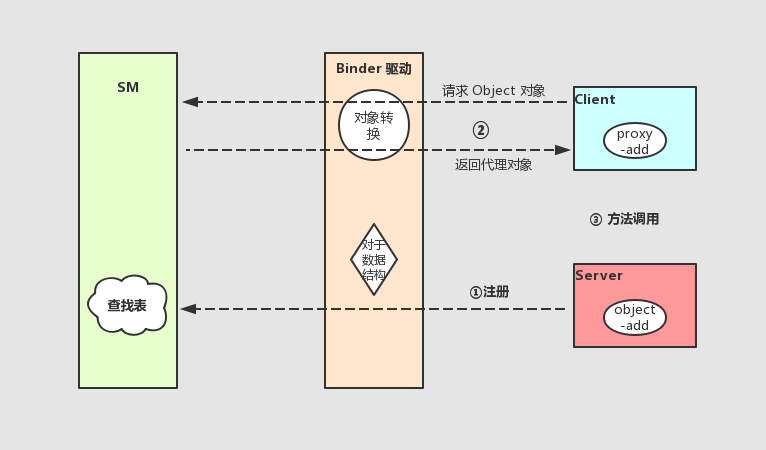 SM
Binder 驱动
请求 Object 对象
Client
对象转
换
②
proxy
-add
返回代理对象
③ 方法调用
对于
数据
结构
Server
①注册
查找表
object
-add